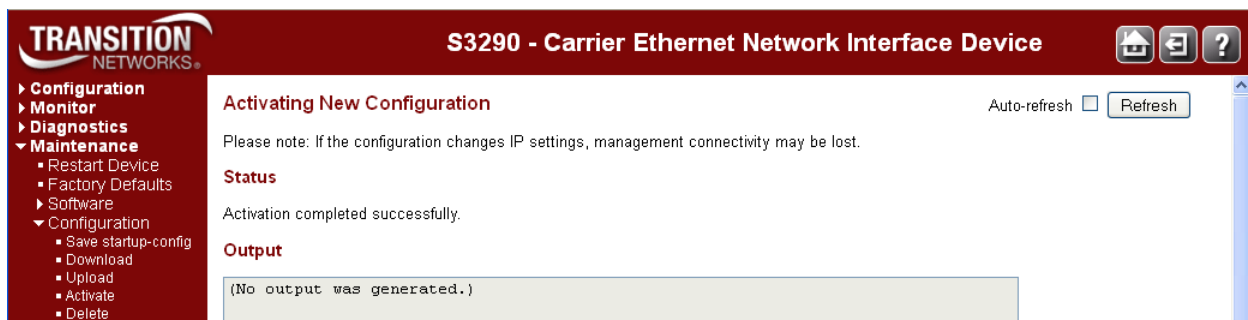 TRANSITION
NETWORKS®
S3290 - Carrier Ethernet Network Interface Device
?
Configuration
Monitor
Diagnostics
Maintenance
Restart Device
Factory Defaults
Software
Configuration
Save startup-config
Download
Upload
Activate
Delete
Activating New Configuration
Auto-refresh
Refresh
Please note: If the configuration changes IP settings, management connectivity may be lost.
Status
Activation completed successfully.
Output
(No output was generated.)